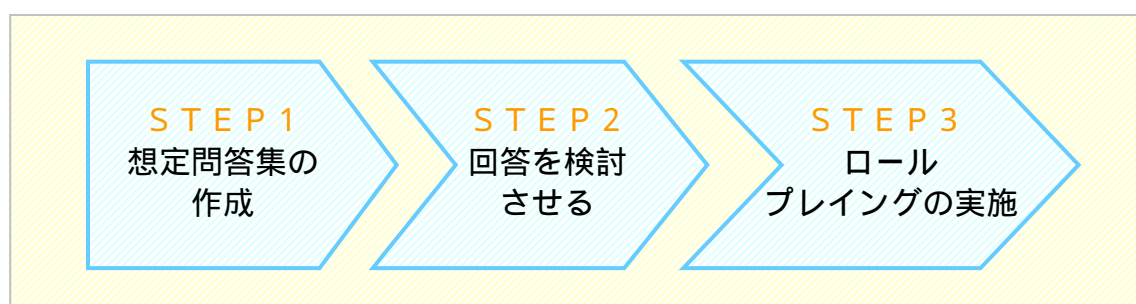 ＳＴＥＰ１
想定問答集の
作成
ＳＴＥＰ２
回答を検討
させる
ＳＴＥＰ３
ロール
プレイングの実施